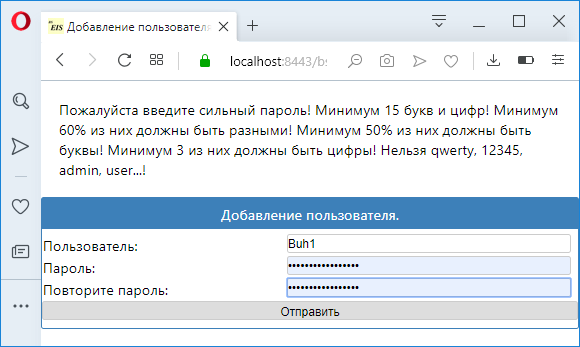 EIS Добавление пользователя
localhost:8443/bs
Пожалуйста введите сильный пароль! Минимум 15 букв и цифр! Минимум
60% из них должны быть разными! Минимум 50% из них должны быть
буквы! Минимум 3 из них должны быть цифры! Нельзя qwerty, 12345,
admin, user...!
Добавление пользователя.
Пользователь: Buh1
Пароль: •••••••••••••••••
Повторите пароль: •••••••••••••••••
Отправить